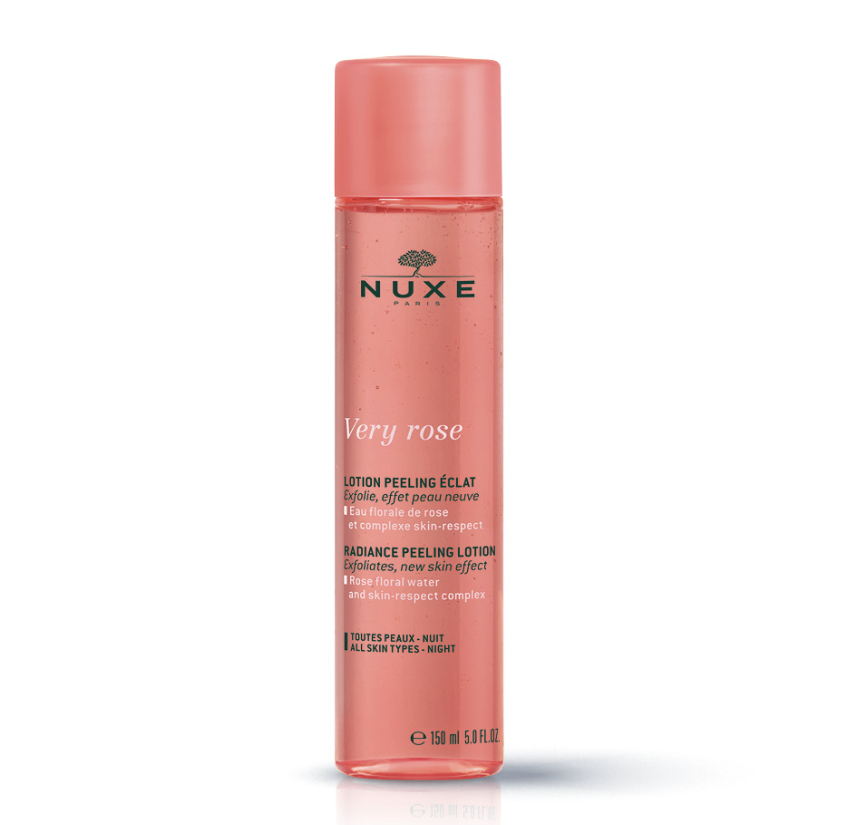 NUXE
PARIS
Very rose
LOTION PEELING ÉCLAT
Exfolie, effet peau neuve
Eau florale de rose
et complexe skin-respect
RADIANCE PEELING LOTION
Exfoliates, new skin effect
Rose floral water
and skin-respect complex
TOUTES PEAUX - NUIT
ALL SKIN TYPES - NIGHT
℮ 150 ml 5.0 FL.OZ.